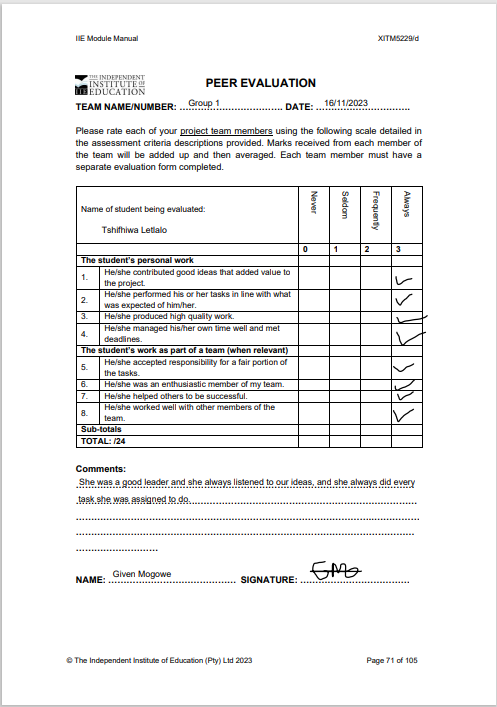 IIE Module Manual XITM5229/d
THE INDEPENDENT
INSTITUTE OF
EDUCATION
IIE
PEER EVALUATION
TEAM NAME/NUMBER: Group 1 DATE: 16/11/2023
Please rate each of your project team members using the following scale detailed in
the assessment criteria descriptions provided. Marks received from each member of
the team will be added up and then averaged. Each team member must have a
separate evaluation form completed.
Name of student being evaluated:
Tshifhiwa Letlalo
Never Seldom Frequently Always
0 1 2 3
The student's personal work
1. He/she contributed good ideas that added value to
the project.
2. He/she performed his or her tasks in line with what
was expected of him/her.
3. He/she produced high quality work.
4. He/she managed his/her own time well and met
deadlines.
The student's work as part of a team (when relevant)
5. He/she accepted responsibility for a fair portion of
the tasks.
6. He/she was an enthusiastic member of my team.
7. He/she helped others to be successful.
8. He/she worked well with other members of the
team.
Sub-totals
TOTAL: /24
Comments:
She was a good leader and she always listened to our ideas, and she always did every
task she was assigned to do.
NAME: Given Mogowe SIGNATURE:
© The Independent Institute of Education (Pty) Ltd 2023 Page 71 of 105